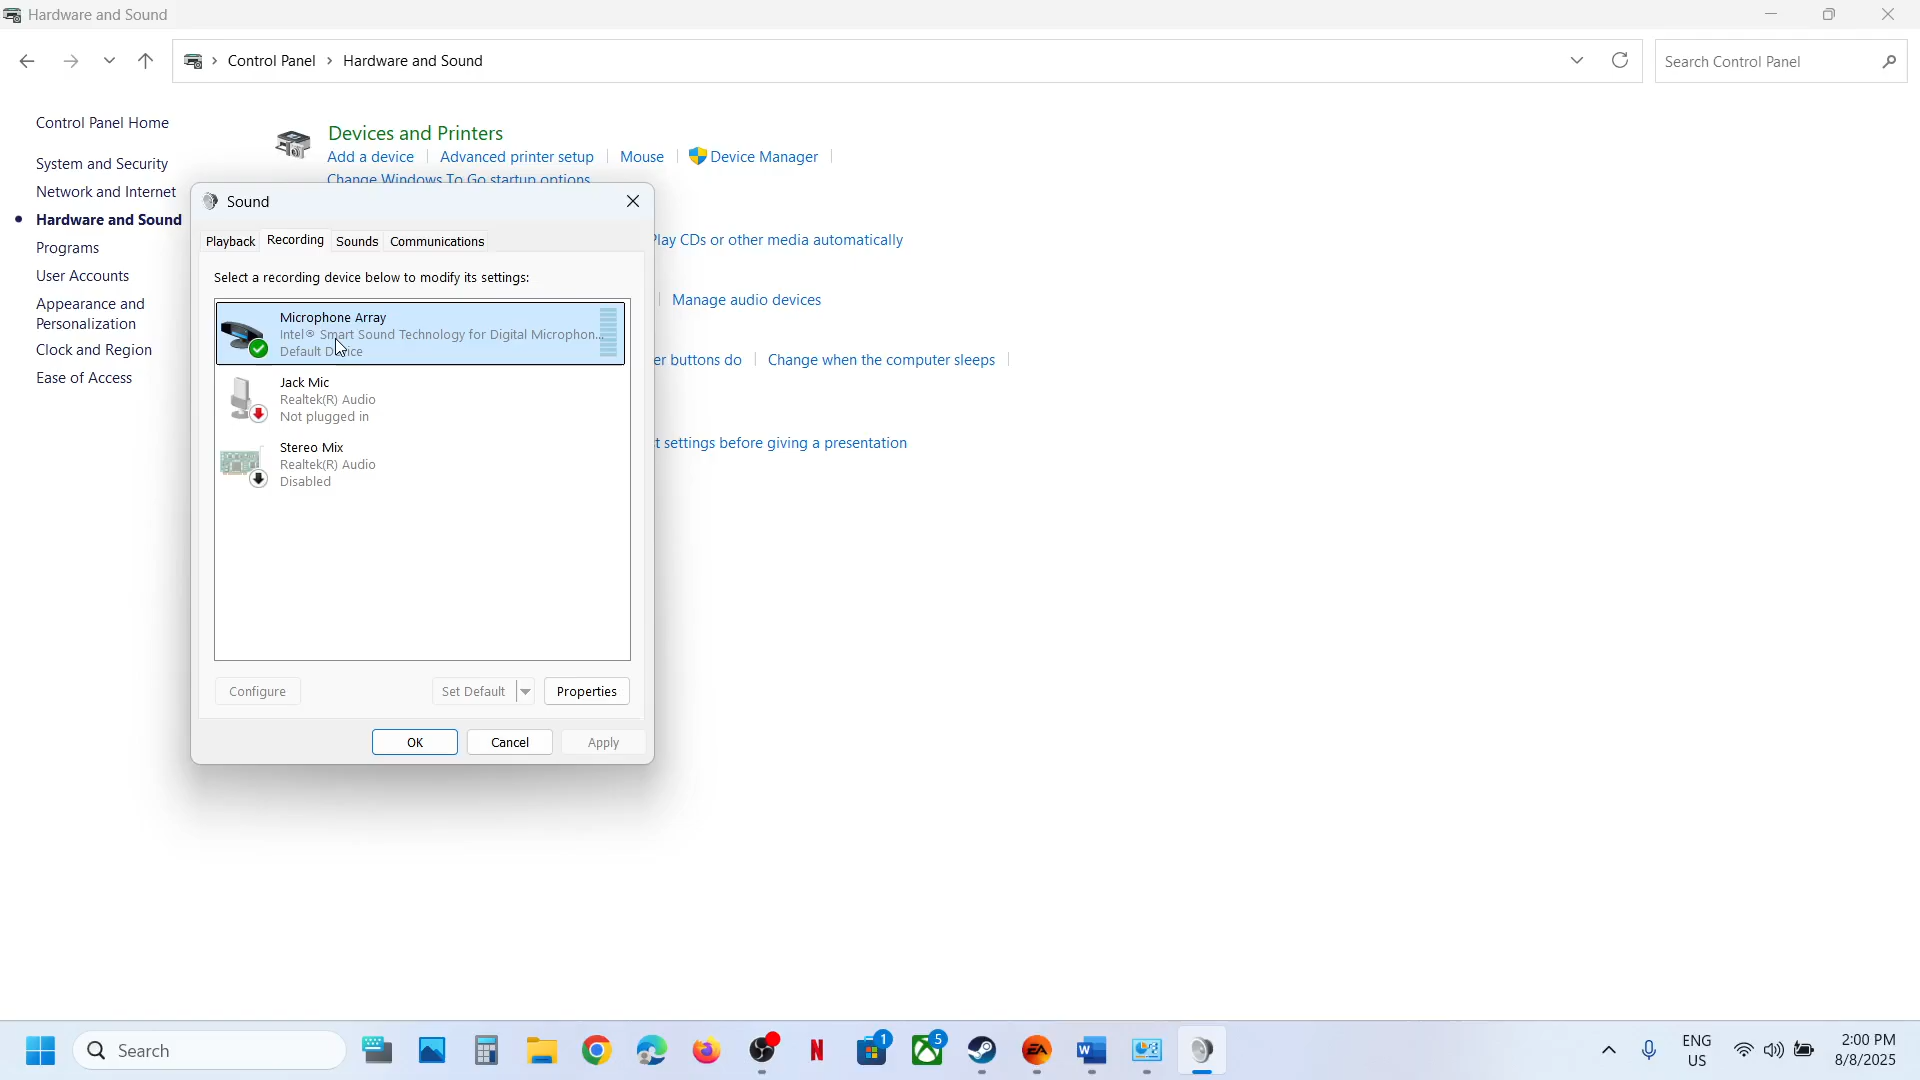 Hardware and Sound
Control Panel > Hardware and Sound
Search Control Panel
Control Panel Home
System and Security
Network and Internet
Hardware and Sound
Programs
User Accounts
Appearance and
Personalization
Clock and Region
Ease of Access
Devices and Printers
Add a device Advanced printer setup Mouse Device Manager
Change Windows To Go startup options
Play CDs or other media automatically
Manage audio devices
er buttons do Change when the computer sleeps
t settings before giving a presentation
Sound
Playback Recording Sounds Communications
Select a recording device below to modify its settings:
Microphone Array
Intel® Smart Sound Technology for Digital Microphon...
Default Device
Jack Mic
Realtek(R) Audio
Not plugged in
Stereo Mix
Realtek(R) Audio
Disabled
Configure Set Default Properties
OK Cancel Apply
Search
1
5
EA
W
N
ENG
US
2:00 PM
8/8/2025